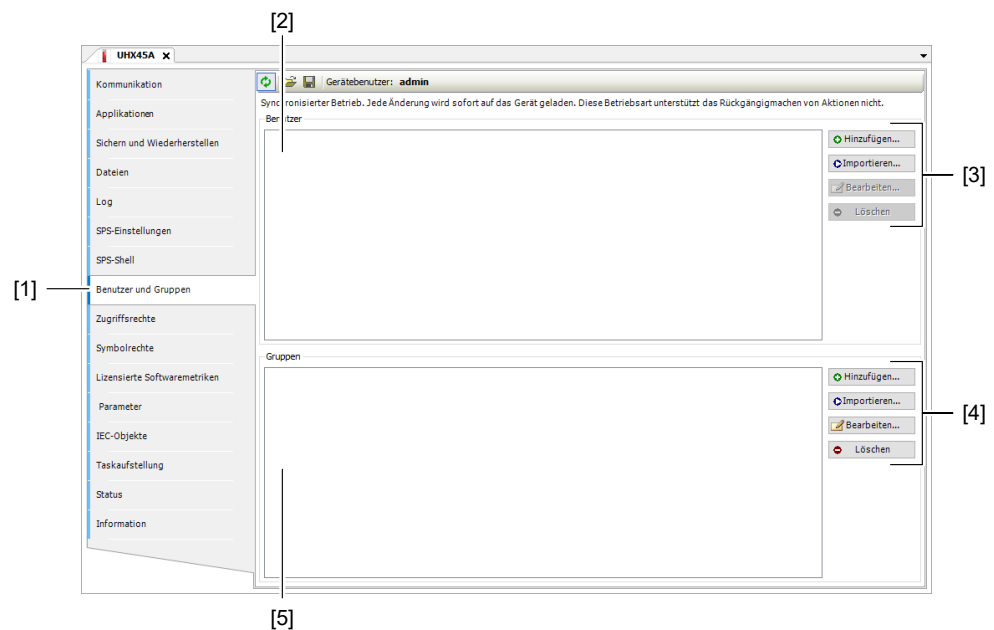 [2]
UHX45A
Kommunikation
Applikationen
Sichern und Wiederherstellen
Dateien
Log
SPS-Einstellungen
SPS-Shell
[1]
Benutzer und Gruppen
Zugriffsrechte
Symbolrechte
Lizensierte Softwaremetriken
Parameter
IEC-Objekte
Taskaufstellung
Status
Information
Gerätebenutzer: admin
Synchronisierter Betrieb. Jede Änderung wird sofort auf das Gerät geladen. Diese Betriebsart unterstützt das Rückgängigmachen von Aktionen nicht.
Benutzer
Hinzufügen...
Importieren...
Bearbeiten...
Löschen
[3]
Gruppen
Hinzufügen...
Importieren...
Bearbeiten...
Löschen
[4]
[5]